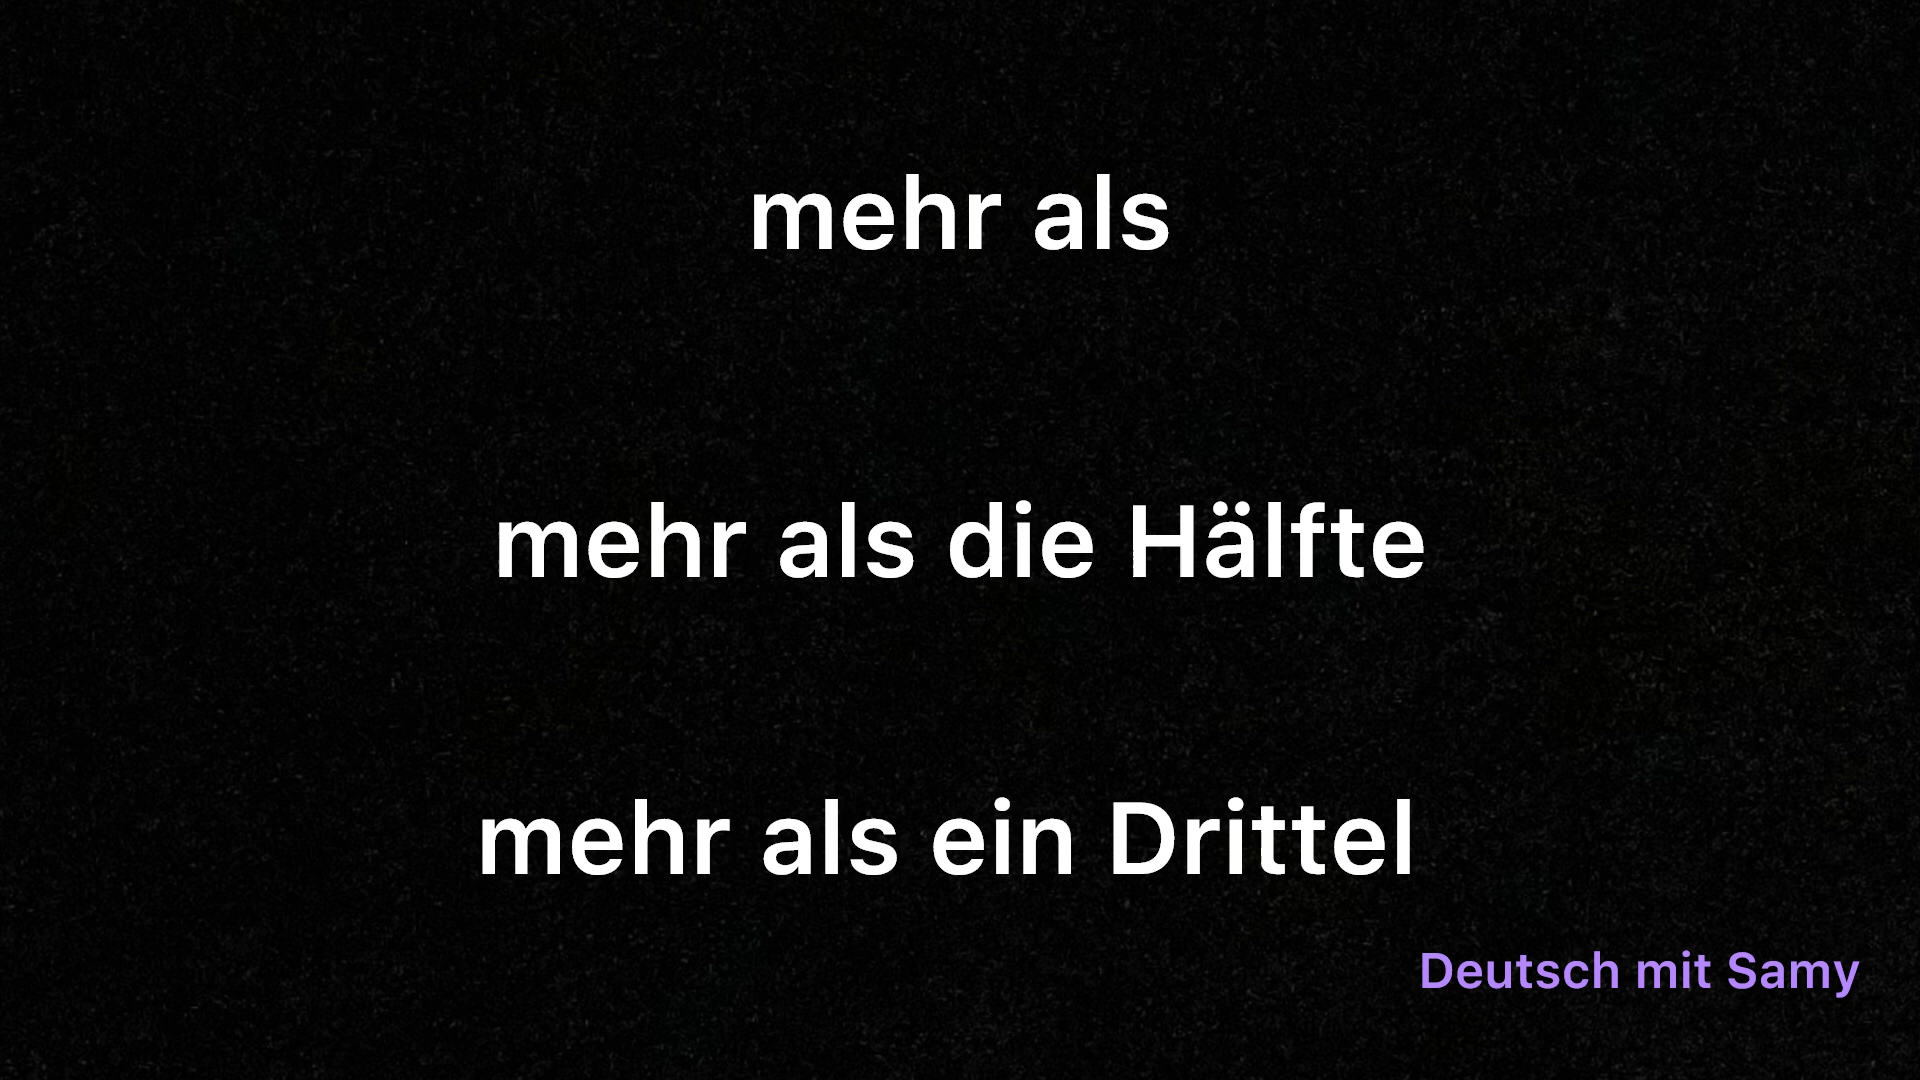 mehr als
mehr als die Hälfte
mehr als ein Drittel
Deutsch mit Samy